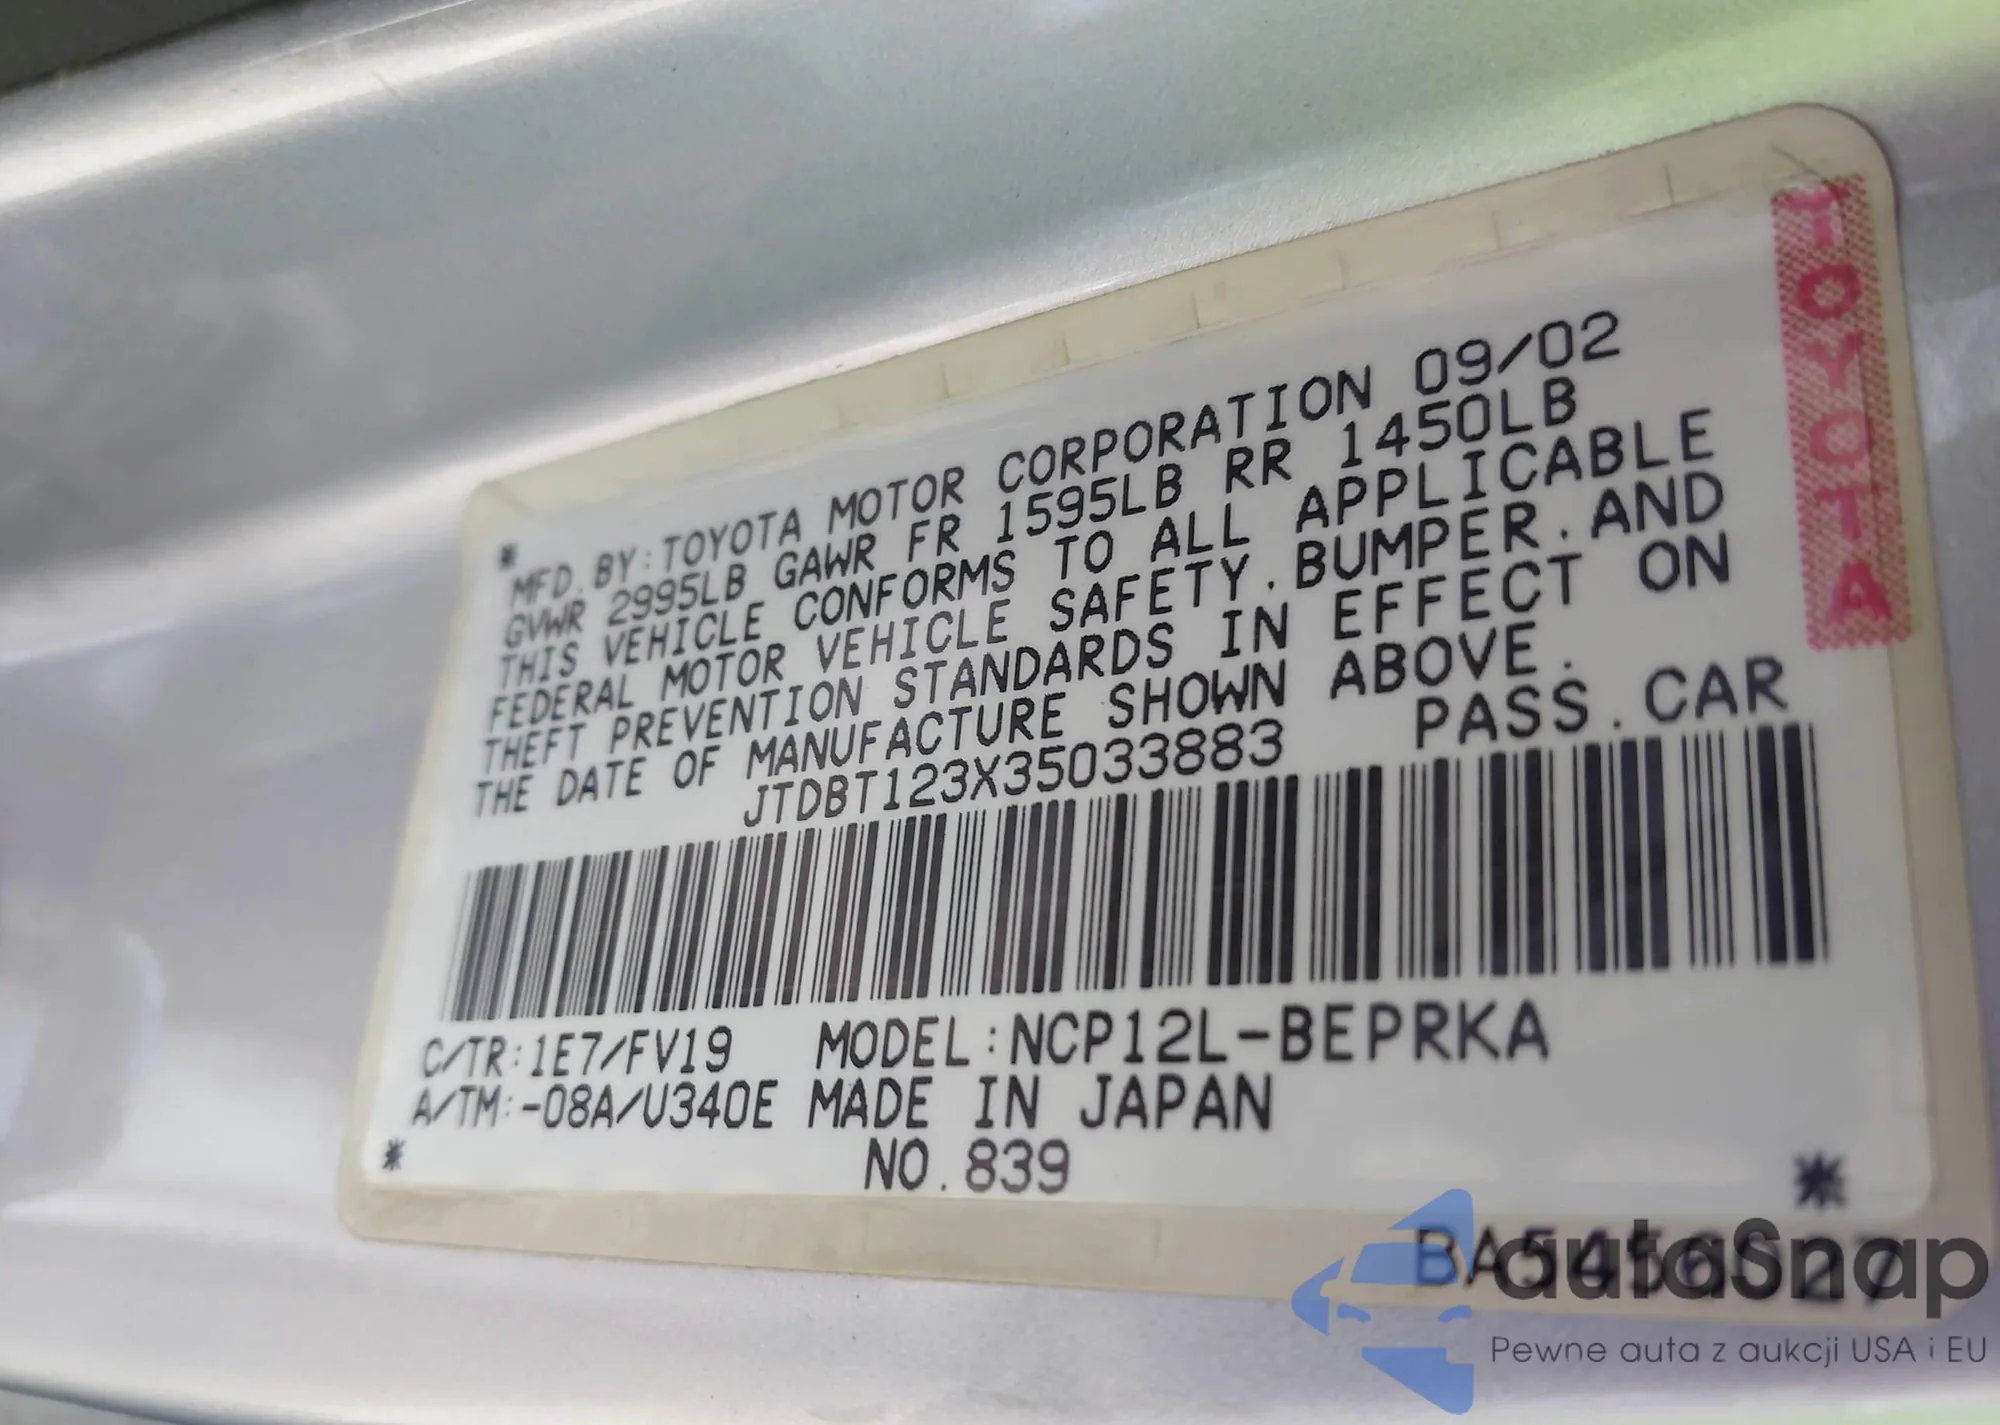 TOYOTA
MFD. BY: TOYOTA MOTOR CORPORATION 09/02
GVWR 2995LB GAWR FR 1595LB RR 1450LB
THIS VEHICLE CONFORMS TO ALL APPLICABLE
FEDERAL MOTOR VEHICLE SAFETY. BUMPER. AND
THEFT PREVENTION STANDARDS IN EFFECT ON
THE DATE OF MANUFACTURE SHOWN ABOVE.
JTDBT123X35033883 PASS. CAR
C/TR:1E7/FV19 MODEL:NCP12L-BEPRKA
A/TM:-08A/U340E MADE IN JAPAN
NO. 839
autaSnap
Pewne auta z aukcji USA i EU